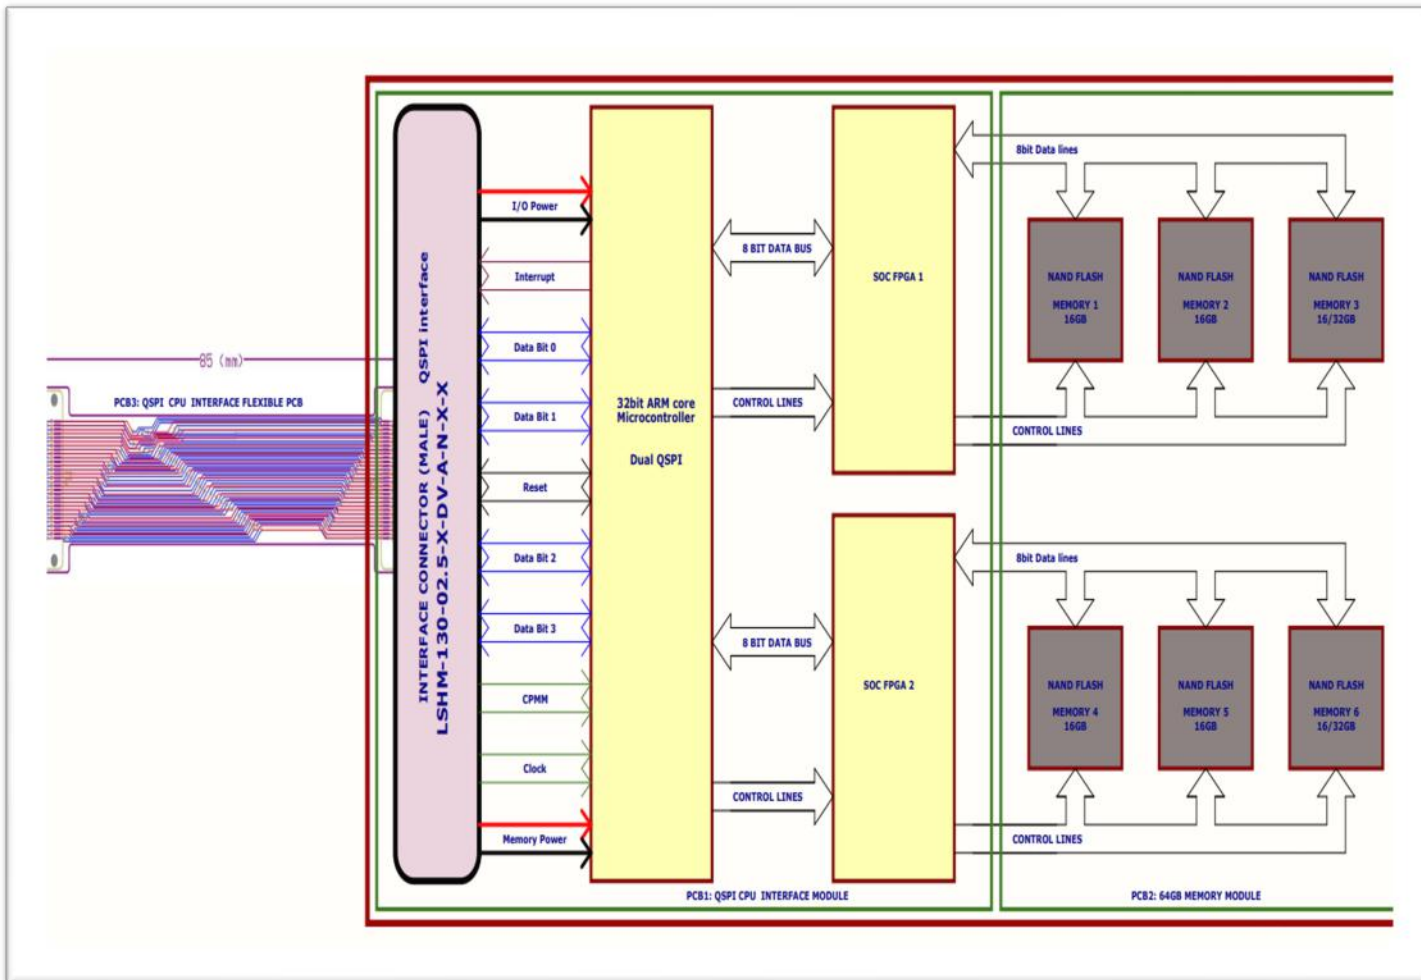 85 (mm)
PCB3: QSPI CPU INTERFACE FLEXIBLE PCB
INTERFACE CONNECTOR (MALE) QSPI interface
LSHM-130-02.5-X-DV-A-N-X-X
I/O Power
Interrupt
Data Bit 0
Data Bit 1
Reset
Data Bit 2
Data Bit 3
CPMM
Clock
Memory Power
32bit ARM core
Microcontroller
Dual QSPI
8 BIT DATA BUS
CONTROL LINES
8 BIT DATA BUS
CONTROL LINES
SOC FPGA 1
SOC FPGA 2
PCB1: QSPI CPU INTERFACE MODULE
8bit Data lines
NAND FLASH
MEMORY 1
16GB
NAND FLASH
MEMORY 2
16GB
NAND FLASH
MEMORY 3
16/32GB
CONTROL LINES
8bit Data lines
NAND FLASH
MEMORY 4
16GB
NAND FLASH
MEMORY 5
16GB
NAND FLASH
MEMORY 6
16/32GB
CONTROL LINES
PCB2: 64GB MEMORY MODULE